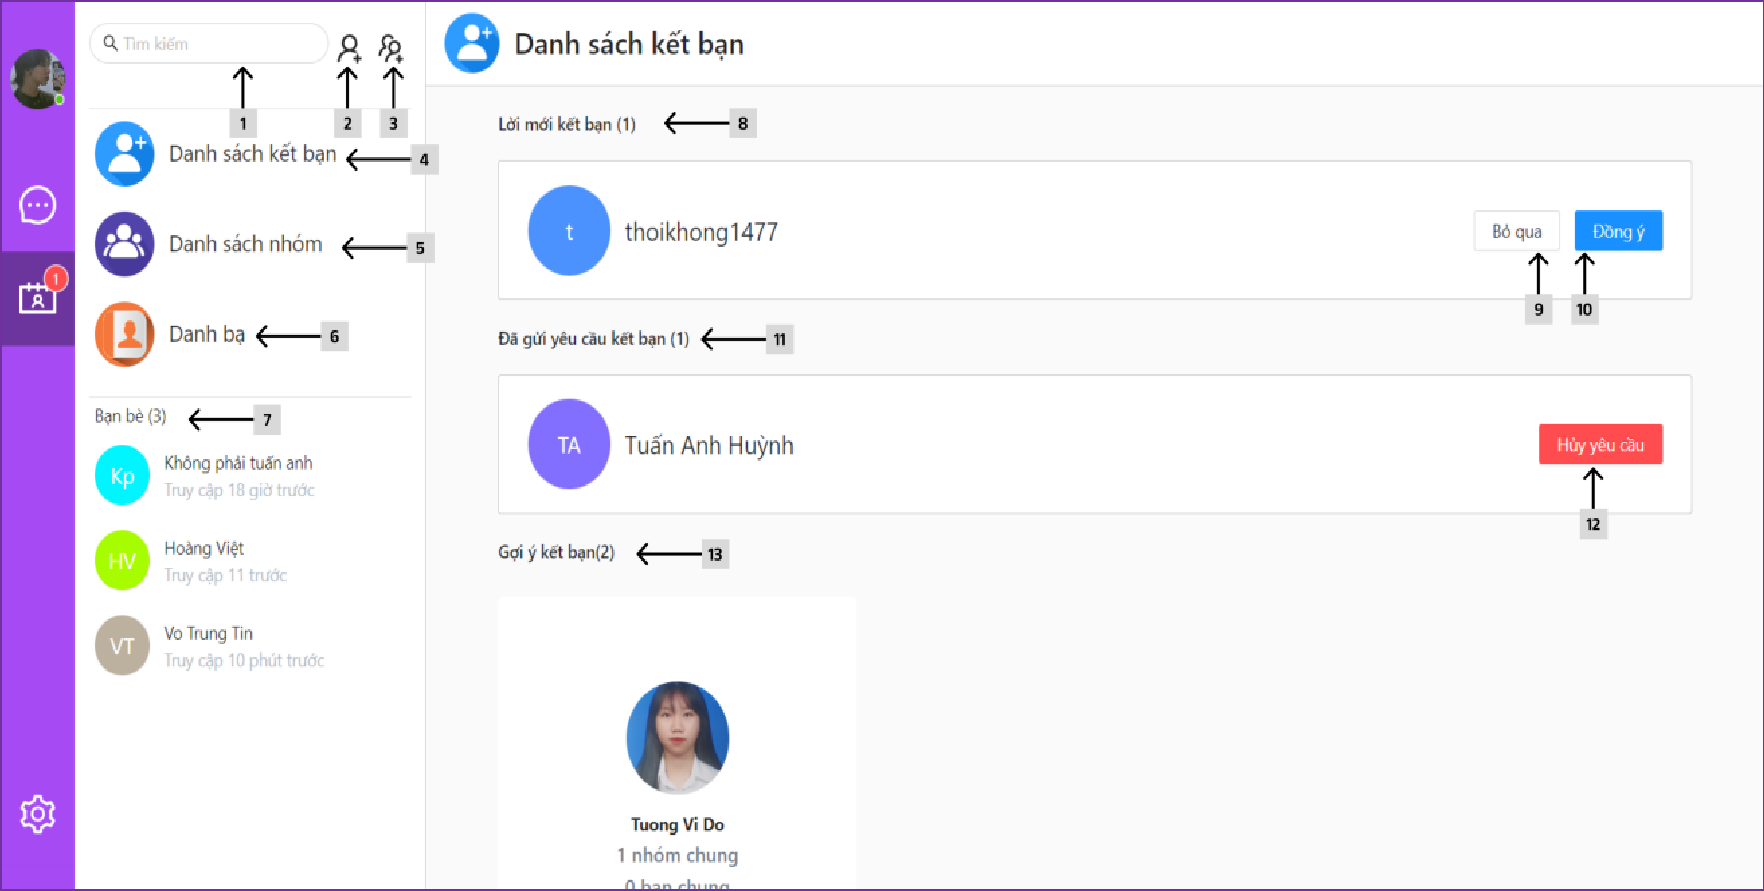 Tìm kiếm
1
2
3
Danh sách kết bạn
4
Danh sách nhóm
5
1
Danh bạ
6
Bạn bè (3)
7
Kp
Không phải tuấn anh
Truy cập 18 giờ trước
HV
Hoàng Việt
Truy cập 11 trước
VT
Vo Trung Tin
Truy cập 10 phút trước
Danh sách kết bạn
Lời mời kết bạn (1)
8
t
thoikhong1477
Bỏ qua
Đồng ý
9
10
Đã gửi yêu cầu kết bạn (1)
11
TA
Tuấn Anh Huỳnh
Hủy yêu cầu
12
Gợi ý kết bạn(2)
13
Tuong Vi Do
1 nhóm chung
0 bạn chung